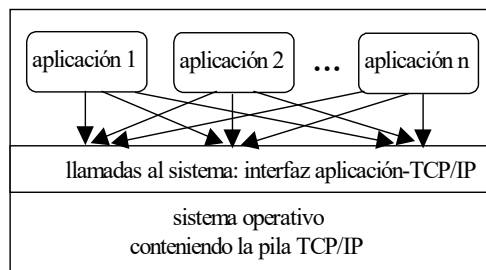 aplicación 1
aplicación 2
...
aplicación n
llamadas al sistema: interfaz aplicación-TCP/IP
sistema operativo
conteniendo la pila TCP/IP